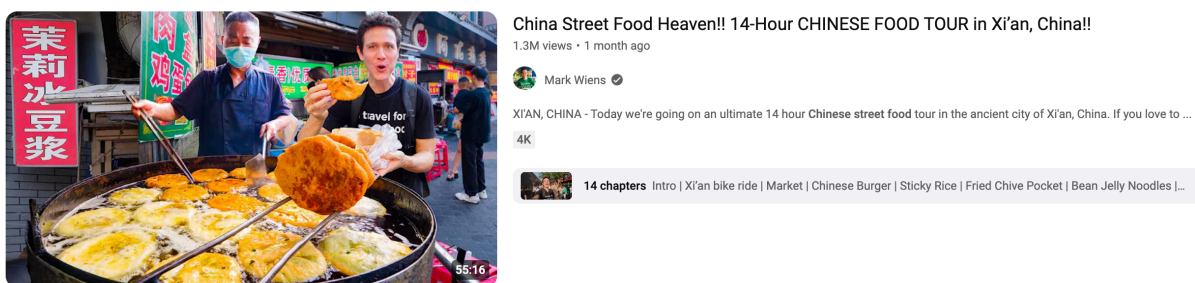 茉莉冰豆浆
肉鸡蛋
travel for
food
55:16
China Street Food Heaven!! 14-Hour CHINESE FOOD TOUR in Xi’an, China!!
1.3M views • 1 month ago
Mark Wiens
XI'AN, CHINA - Today we're going on an ultimate 14 hour Chinese street food tour in the ancient city of Xi'an, China. If you love to ...
4K
14 chapters Intro | Xi’an bike ride | Market | Chinese Burger | Sticky Rice | Fried Chive Pocket | Bean Jelly Noodles |...